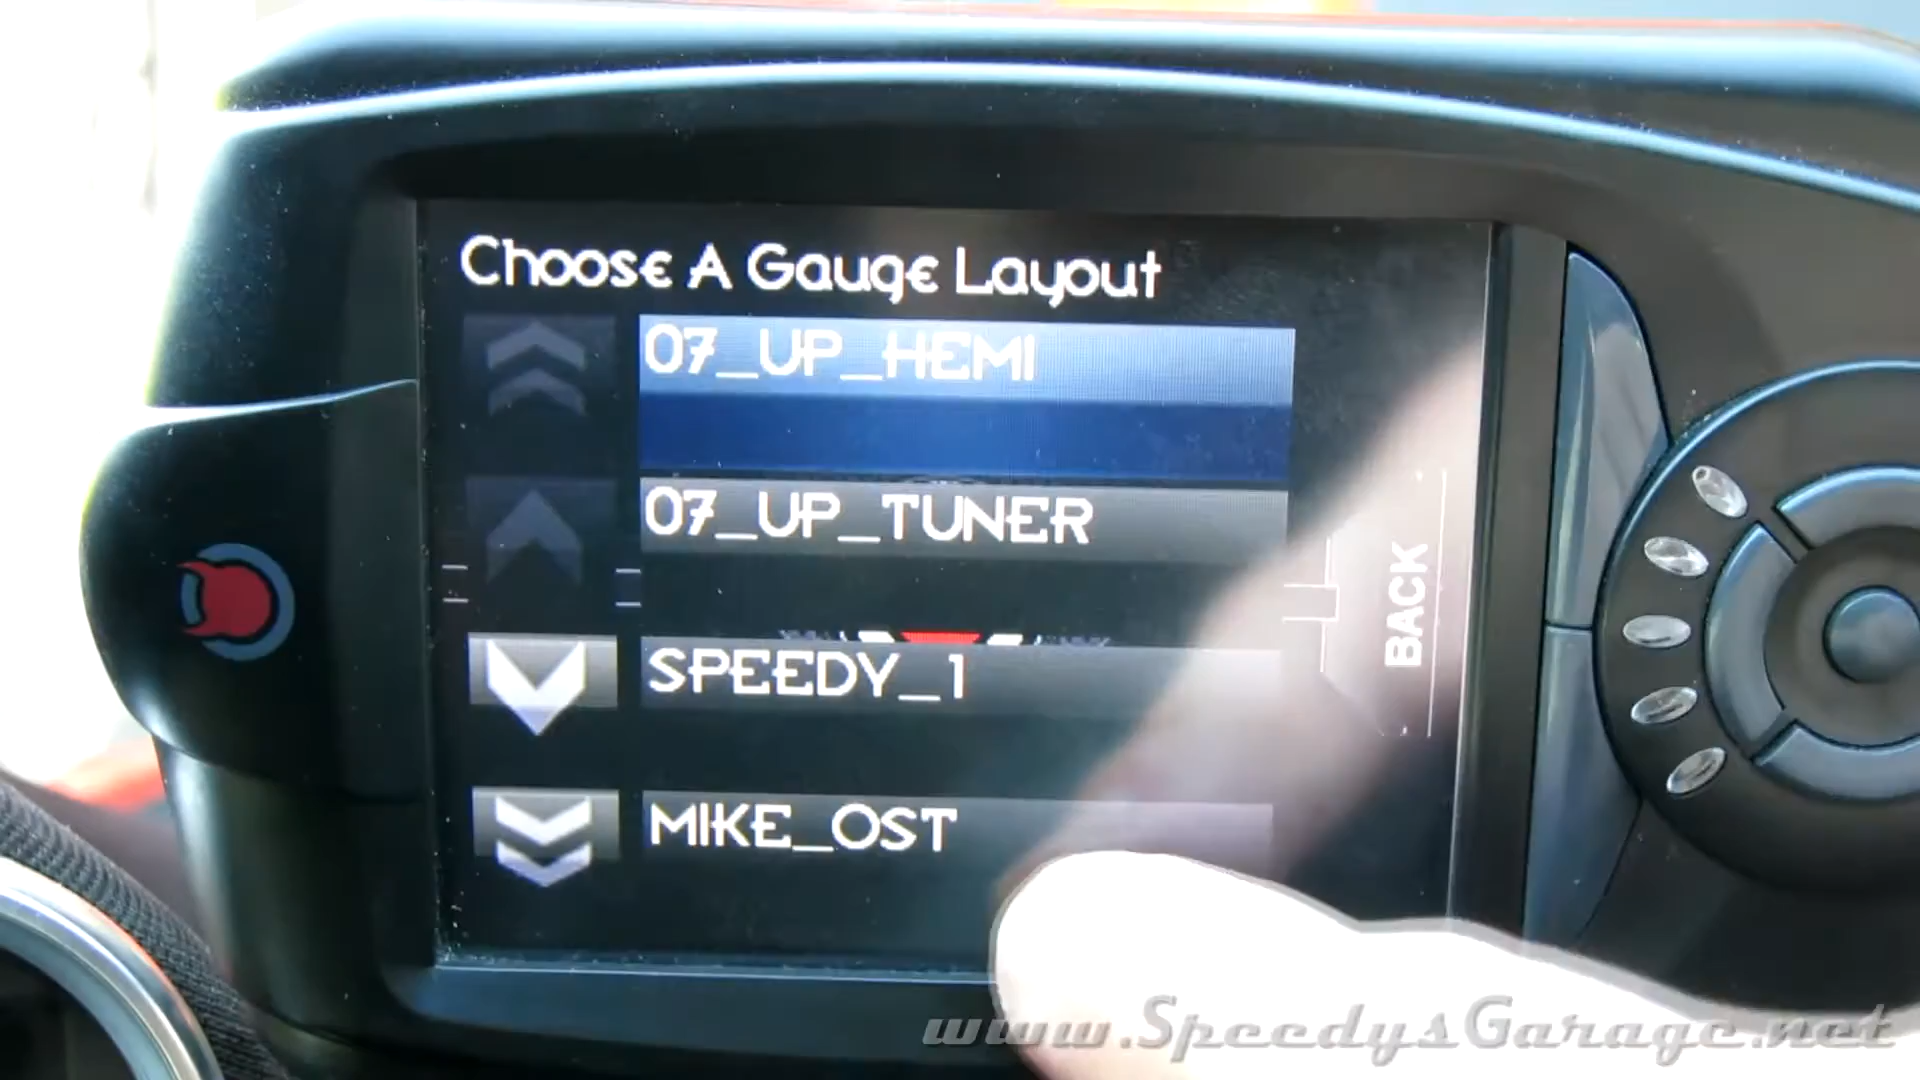 Choose A Gauge Layout
07_UP_HEMI
07_UP_TUNER
SPEEDY_1
MIKE_OST
BACK
www.SpeedysGarage.net